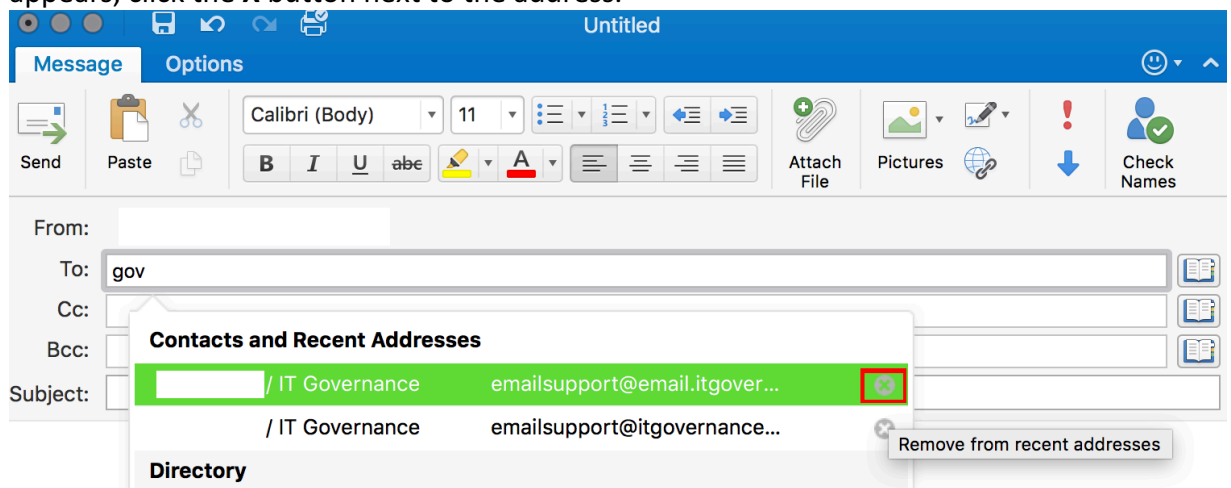 appears, click the X button next to the address.
Untitled
Message Options
Calibri (Body) 11
Send Paste B I U abc A Attach File Pictures Check Names
From:
To: gov
Cc:
Contacts and Recent Addresses
Bcc:
/ IT Governance emailsupport@email.itgover...
Subject:
/ IT Governance emailsupport@itgovernance...
Remove from recent addresses
Directory